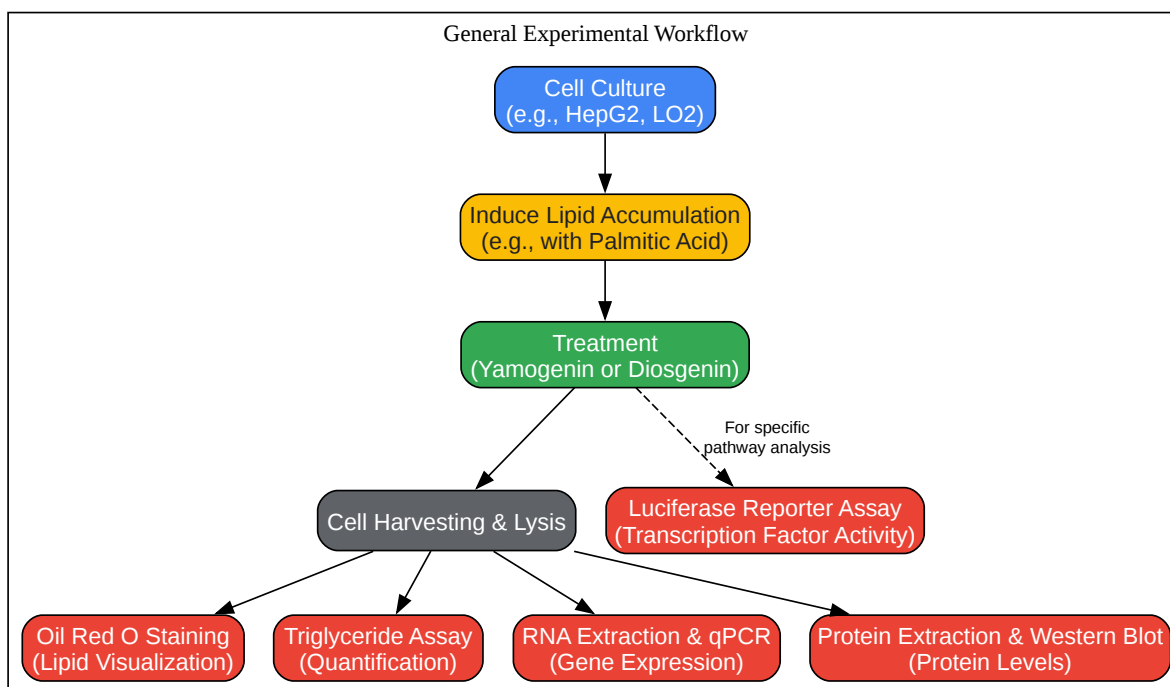 General Experimental Workflow
Cell Culture
(e.g., HepG2, LO2)
Induce Lipid Accumulation
(e.g., with Palmitic Acid)
Treatment
(Yamogenin or Diosgenin)
For specific
pathway analysis
Cell Harvesting & Lysis
Luciferase Reporter Assay
(Transcription Factor Activity)
Oil Red O Staining
(Lipid Visualization)
Triglyceride Assay
(Quantification)
RNA Extraction & qPCR
(Gene Expression)
Protein Extraction & Western Blot
(Protein Levels)